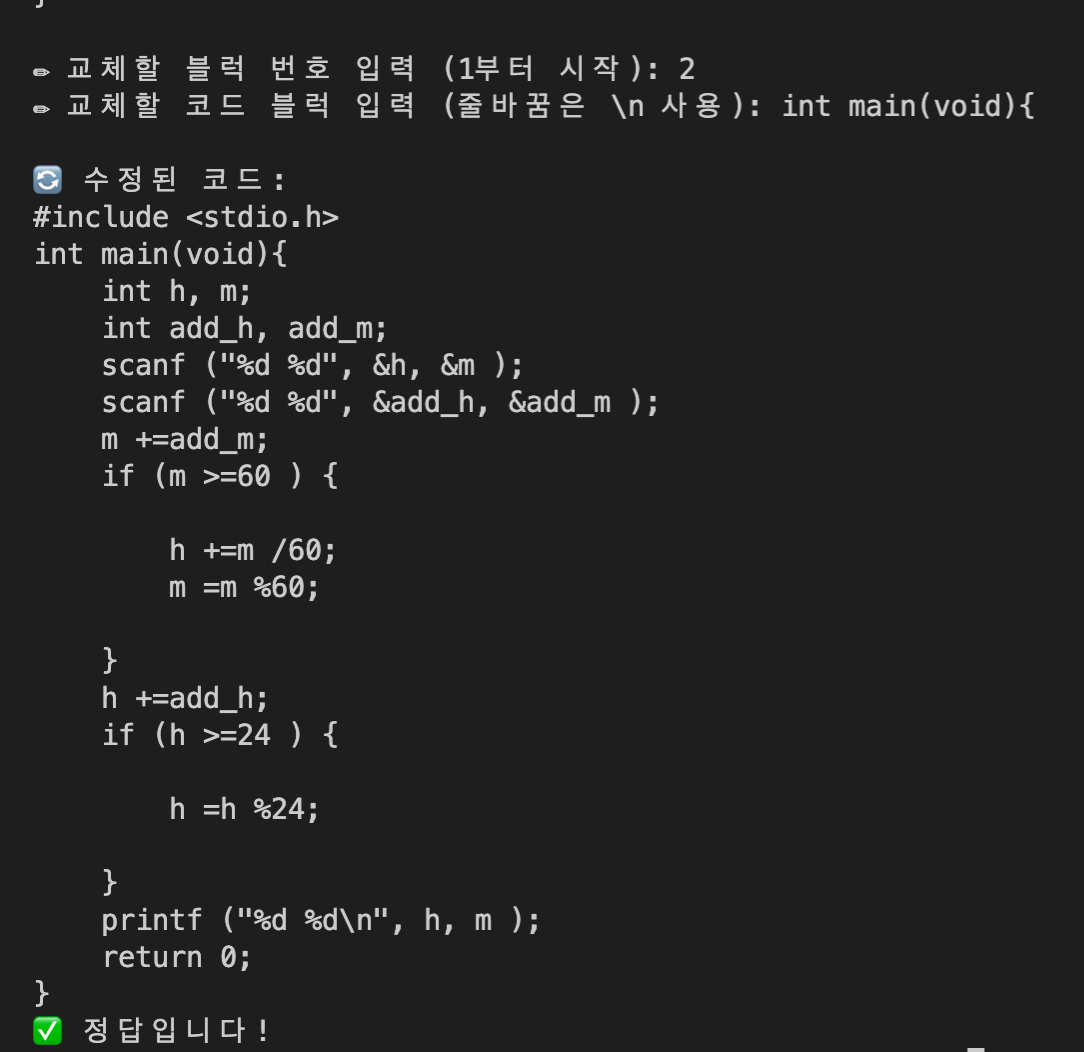 }
✏ 교체할 블럭 번호 입력 (1부터 시작): 2
✏ 교체할 코드 블럭 입력 (줄바꿈은 \n 사용): int main(void){
🔄 수정된 코드:
#include <stdio.h>
int main(void){
    int h, m;
    int add_h, add_m;
    scanf ("%d %d", &h, &m );
    scanf ("%d %d", &add_h, &add_m );
    m +=add_m;
    if (m >=60 ) {
        h +=m /60;
        m =m %60;
    }
    h +=add_h;
    if (h >=24 ) {
        h =h %24;
    }
    printf ("%d %d\n", h, m );
    return 0;
}
✅ 정답입니다!